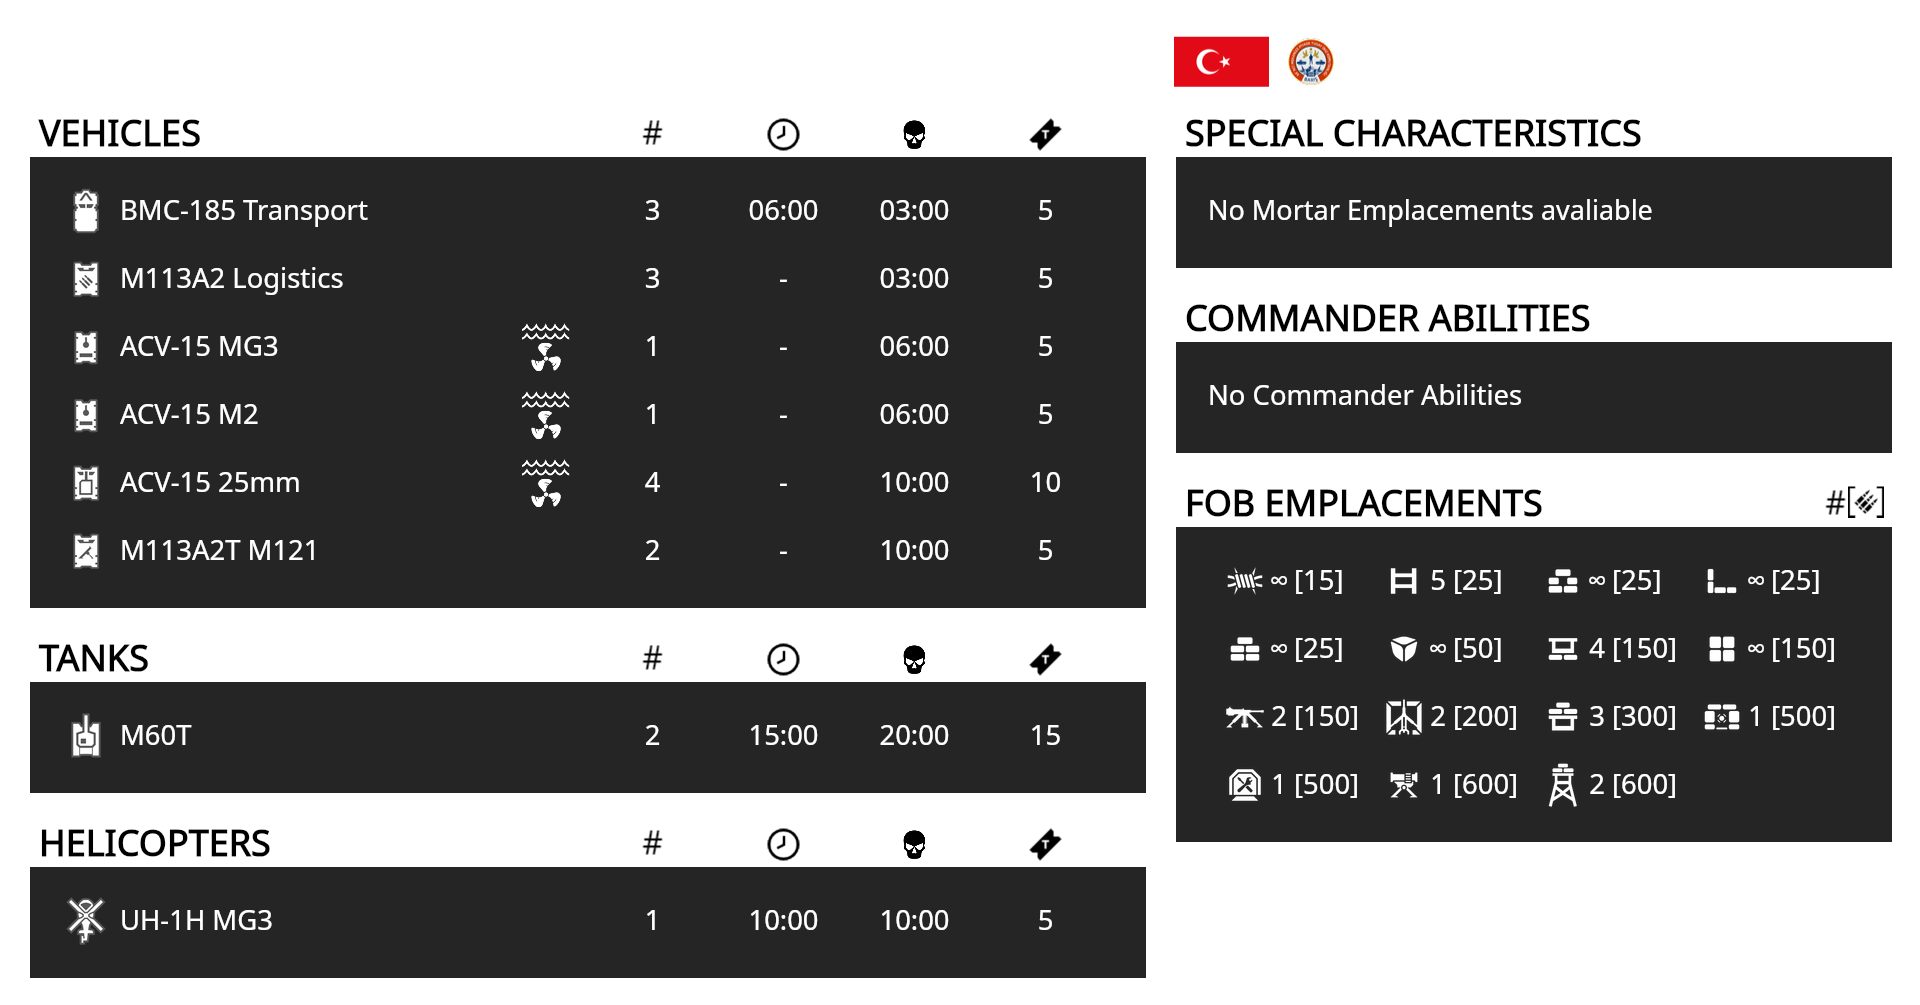 VEHICLES #
BMC-185 Transport 3 06:00 03:00 5
M113A2 Logistics 3 - 03:00 5
ACV-15 MG3 1 - 06:00 5
ACV-15 M2 1 - 06:00 5
ACV-15 25mm 4 - 10:00 10
M113A2T M121 2 - 10:00 5
TANKS #
M60T 2 15:00 20:00 15
HELICOPTERS #
UH-1H MG3 1 10:00 10:00 5
SPECIAL CHARACTERISTICS
No Mortar Emplacements avaliable
COMMANDER ABILITIES
No Commander Abilities
FOB EMPLACEMENTS #[ ]
∞ [15] 5 [25] ∞ [25] ∞ [25]
∞ [25] ∞ [50] 4 [150] ∞ [150]
2 [150] 2 [200] 3 [300] 1 [500]
1 [500] 1 [600] 2 [600]